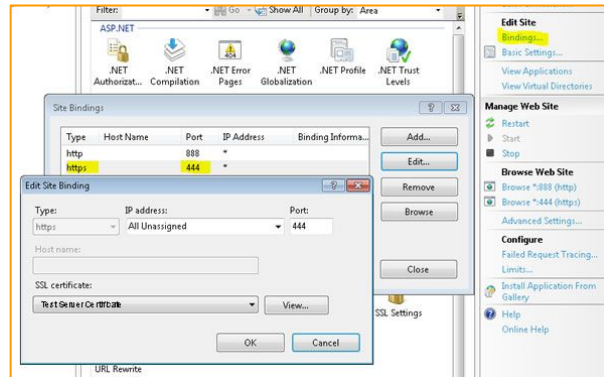 Filter: Go Show All Group by: Area
ASP.NET
.NET Authorizat...
.NET Compilation
.NET Error Pages
.NET Globalization
.NET Profile
.NET Trust Levels
Site Bindings
Type Host Name Port IP Address Binding Informa...
http 888 *
https 444 *
Add...
Edit...
Remove
Browse
Close
Edit Site Binding
Type: IP address: Port:
https All Unassigned 444
Host name:
SSL certificate:
Test Server Certificate View...
OK Cancel
SSL Settings
URL Rewrite
Edit Site
Bindings...
Basic Settings...
View Applications
View Virtual Directories
Manage Web Site
Restart
Start
Stop
Browse Web Site
Browse *:888 (http)
Browse *:444 (https)
Advanced Settings...
Configure
Failed Request Tracing...
Limits...
Install Application From
Gallery
Help
Online Help